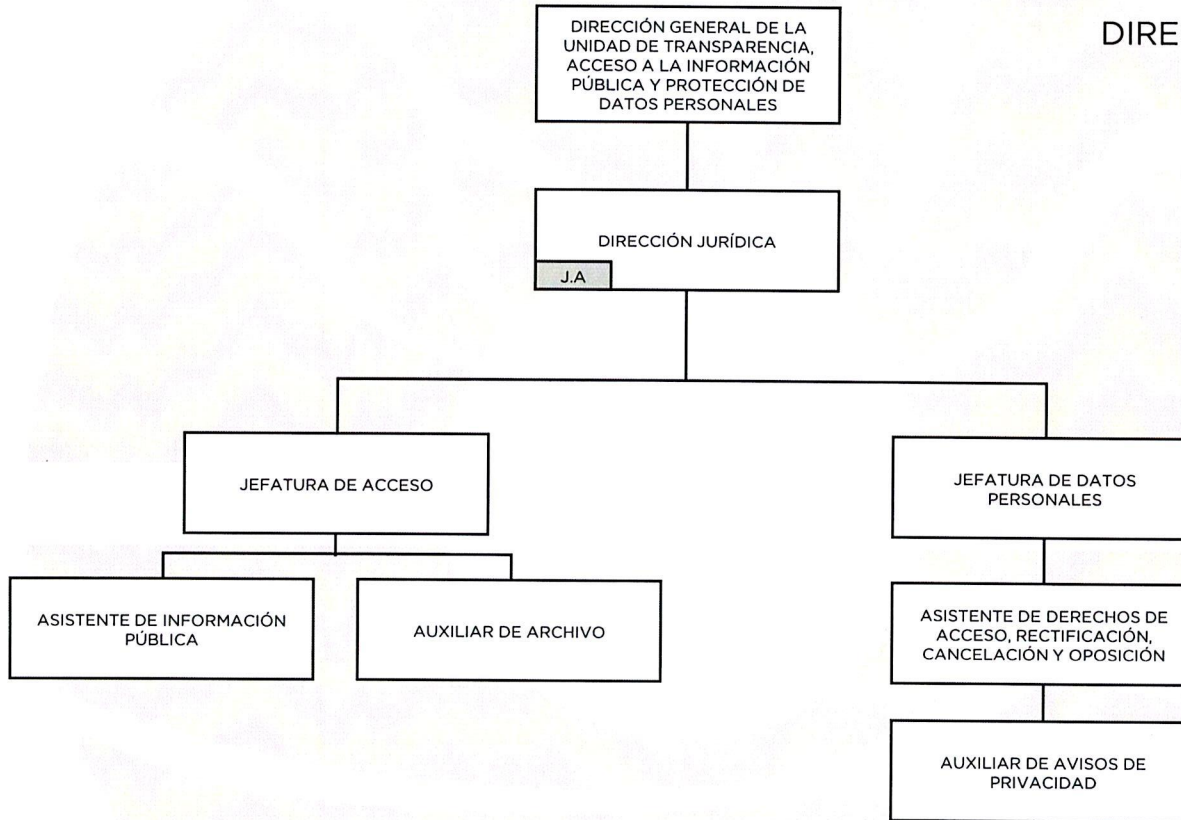 DIRECCIÓN GENERAL DE LA
UNIDAD DE TRANSPARENCIA,
ACCESO A LA INFORMACIÓN
PÚBLICA Y PROTECCIÓN DE
DATOS PERSONALES
DIRE
DIRECCIÓN JURÍDICA
J.A
JEFATURA DE ACCESO
JEFATURA DE DATOS
PERSONALES
ASISTENTE DE INFORMACIÓN
PÚBLICA
AUXILIAR DE ARCHIVO
ASISTENTE DE DERECHOS DE
ACCESO, RECTIFICACIÓN,
CANCELACIÓN Y OPOSICIÓN
AUXILIAR DE AVISOS DE
PRIVACIDAD